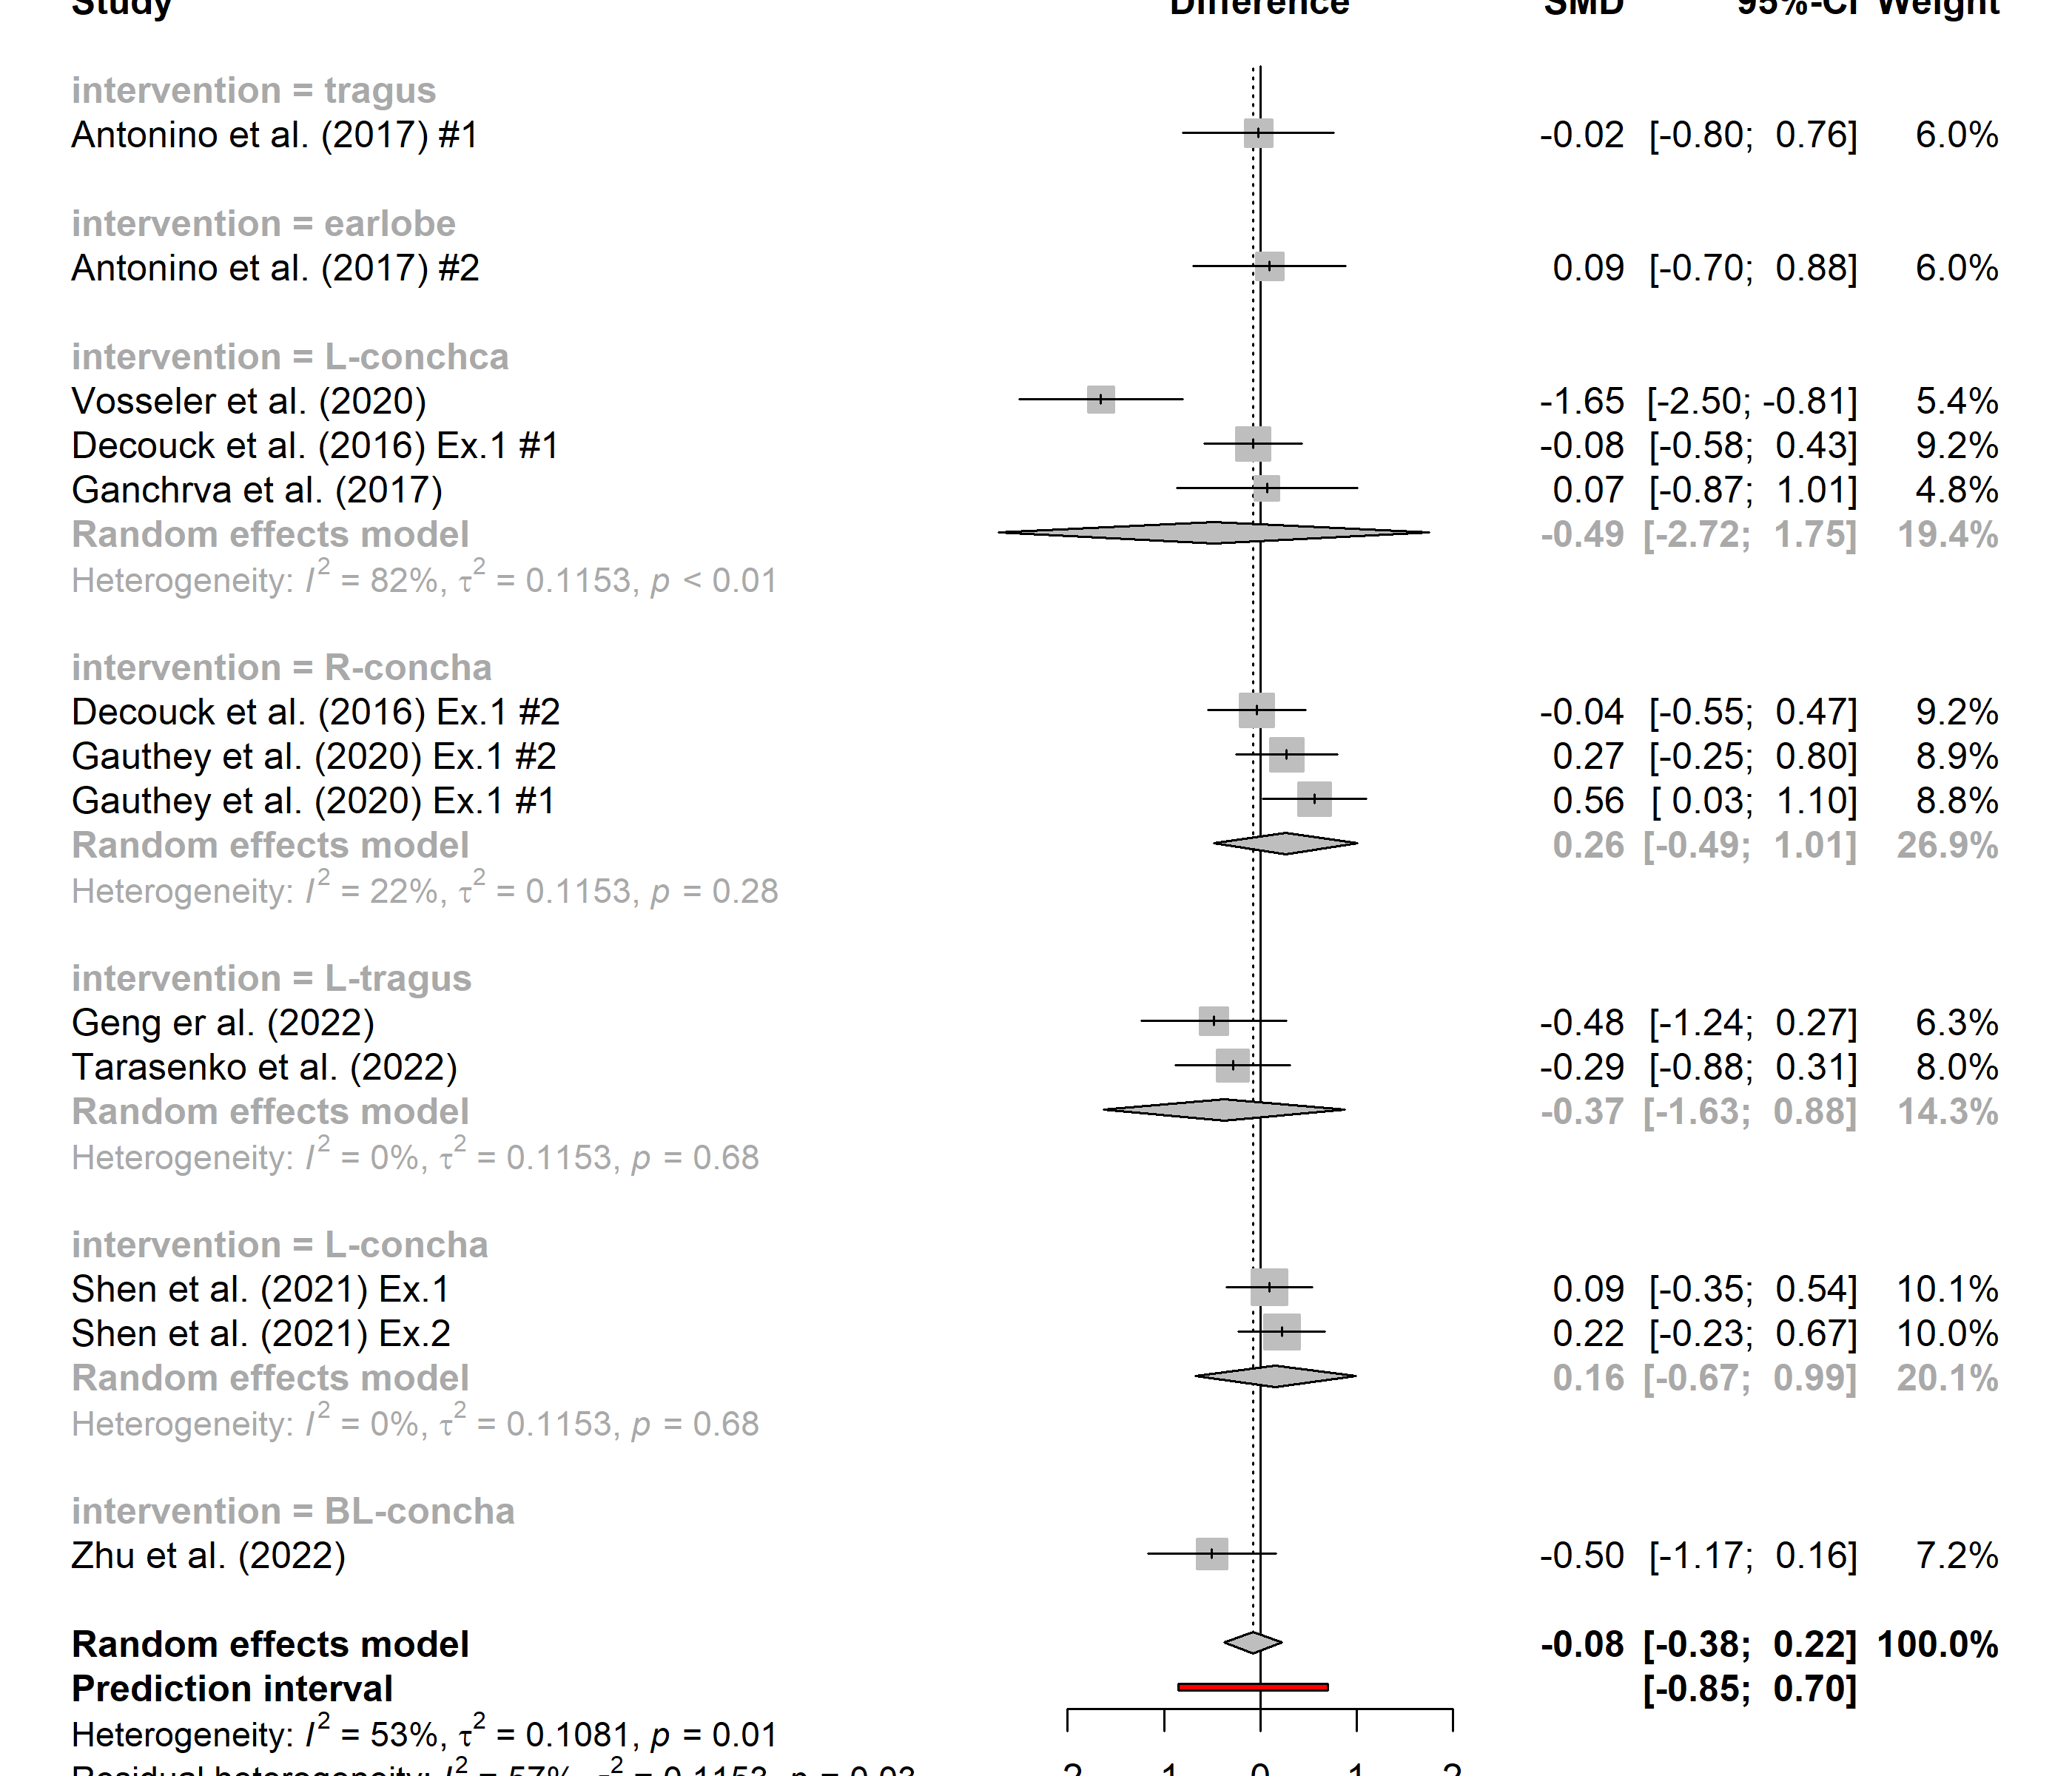 Study Difference SMD 95%-CI Weight
intervention = tragus
Antonino et al. (2017) #1 -0.02 [-0.80; 0.76] 6.0%
intervention = earlobe
Antonino et al. (2017) #2 0.09 [-0.70; 0.88] 6.0%
intervention = L-conchca
Vosseler et al. (2020) -1.65 [-2.50; -0.81] 5.4%
Decouck et al. (2016) Ex.1 #1 -0.08 [-0.58; 0.43] 9.2%
Ganchrva et al. (2017) 0.07 [-0.87; 1.01] 4.8%
Random effects model -0.49 [-2.72; 1.75] 19.4%
Heterogeneity: I² = 82%, τ² = 0.1153, p < 0.01
intervention = R-concha
Decouck et al. (2016) Ex.1 #2 -0.04 [-0.55; 0.47] 9.2%
Gauthey et al. (2020) Ex.1 #2 0.27 [-0.25; 0.80] 8.9%
Gauthey et al. (2020) Ex.1 #1 0.56 [ 0.03; 1.10] 8.8%
Random effects model 0.26 [-0.49; 1.01] 26.9%
Heterogeneity: I² = 22%, τ² = 0.1153, p = 0.28
intervention = L-tragus
Geng er al. (2022) -0.48 [-1.24; 0.27] 6.3%
Tarasenko et al. (2022) -0.29 [-0.88; 0.31] 8.0%
Random effects model -0.37 [-1.63; 0.88] 14.3%
Heterogeneity: I² = 0%, τ² = 0.1153, p = 0.68
intervention = L-concha
Shen et al. (2021) Ex.1 0.09 [-0.35; 0.54] 10.1%
Shen et al. (2021) Ex.2 0.22 [-0.23; 0.67] 10.0%
Random effects model 0.16 [-0.67; 0.99] 20.1%
Heterogeneity: I² = 0%, τ² = 0.1153, p = 0.68
intervention = BL-concha
Zhu et al. (2022) -0.50 [-1.17; 0.16] 7.2%
Random effects model -0.08 [-0.38; 0.22] 100.0%
Prediction interval [-0.85; 0.70]
Heterogeneity: I² = 53%, τ² = 0.1081, p = 0.01
Residual heterogeneity: I² = 57%, τ² = 0.1153, p = 0.03
-2 -1 0 1 2